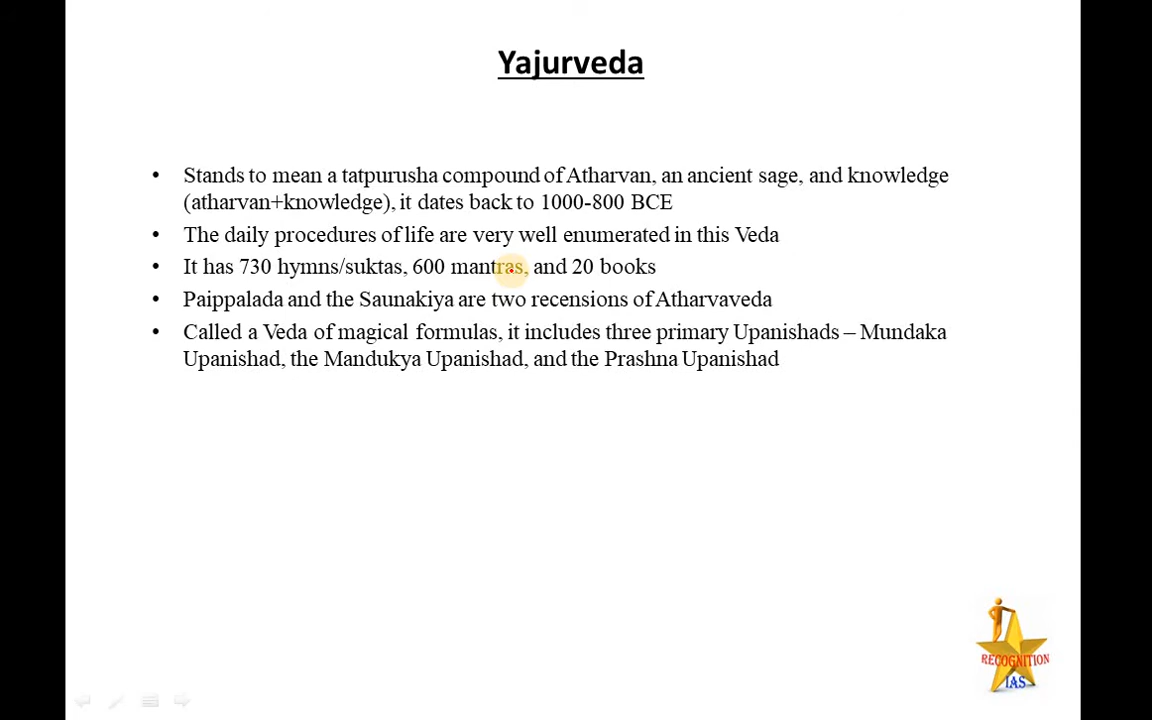 Yajurveda
• Stands to mean a tatpurusha compound of Atharvan, an ancient sage, and knowledge
(atharvan+knowledge), it dates back to 1000-800 BCE
• The daily procedures of life are very well enumerated in this Veda
• It has 730 hymns/suktas, 600 mantras, and 20 books
• Paippalada and the Saunakiya are two recensions of Atharvaveda
• Called a Veda of magical formulas, it includes three primary Upanishads – Mundaka
Upanishad, the Mandukya Upanishad, and the Prashna Upanishad
RECOGNITION
IAS